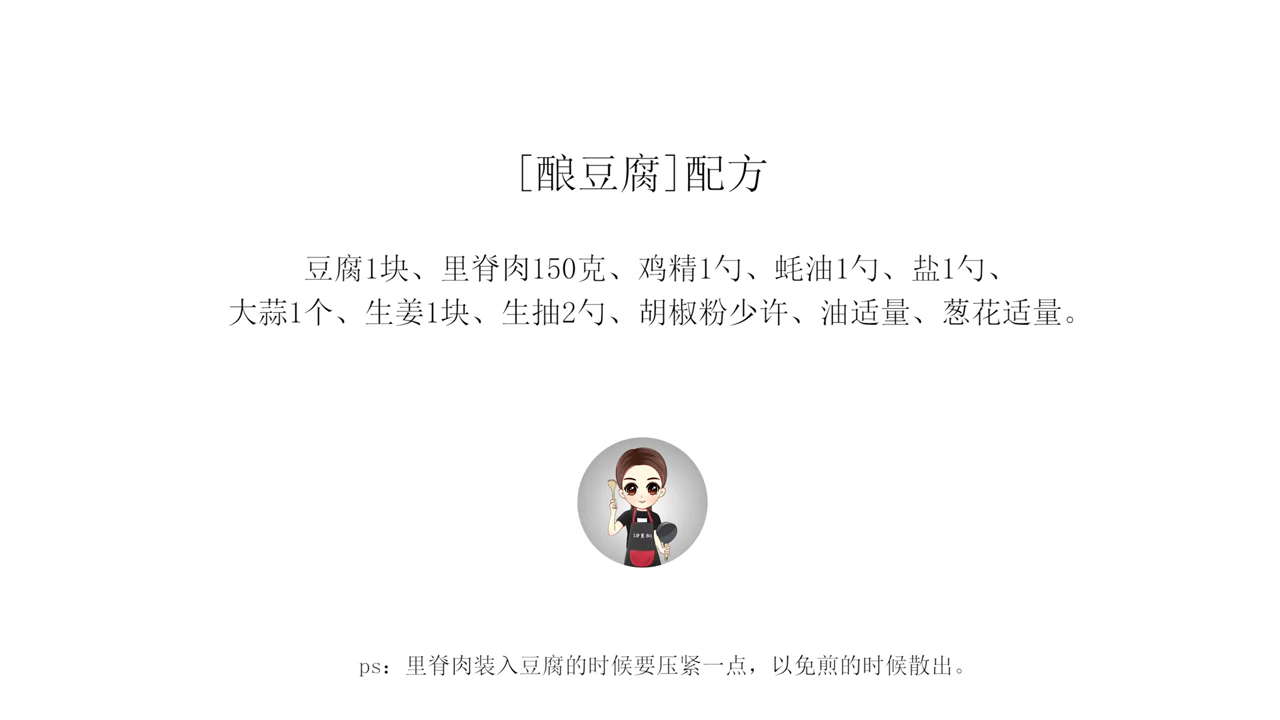 [酿豆腐]配方
豆腐1块、里脊肉150克、鸡精1勺、蚝油1勺、盐1勺、
大蒜1个、生姜1块、生抽2勺、胡椒粉少许、油适量、葱花适量。
ps：里脊肉装入豆腐的时候要压紧一点，以免煎的时候散出。